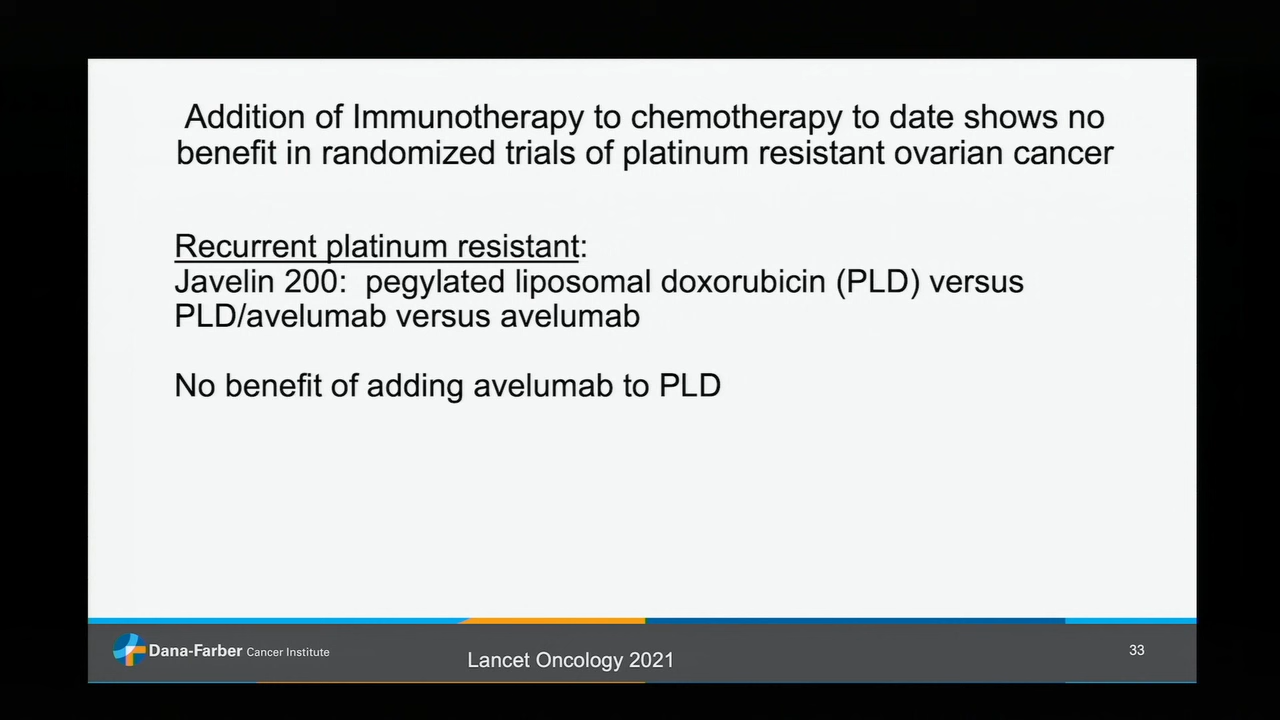 Addition of Immunotherapy to chemotherapy to date shows no
benefit in randomized trials of platinum resistant ovarian cancer
Recurrent platinum resistant:
Javelin 200: pegylated liposomal doxorubicin (PLD) versus
PLD/avelumab versus avelumab
No benefit of adding avelumab to PLD
Dana-Farber Cancer Institute
Lancet Oncology 2021
33